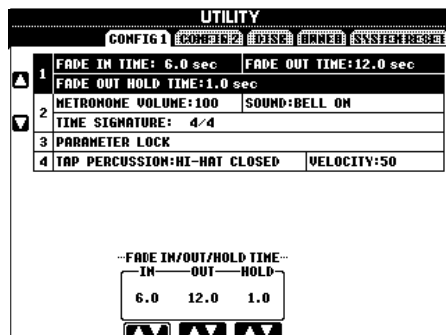 UTILITY
CONFIG 1 CONFIG 2 DISK OWNER SYSTEM RESET
1 FADE IN TIME: 6.0 sec FADE OUT TIME:12.0 sec
FADE OUT HOLD TIME:1.0 sec
2 METRONOME VOLUME:100 SOUND:BELL ON
TIME SIGNATURE: 4/4
3 PARAMETER LOCK
4 TAP PERCUSSION:HI-HAT CLOSED VELOCITY:50
FADE IN/OUT/HOLD TIME
IN OUT HOLD
6.0 12.0 1.0